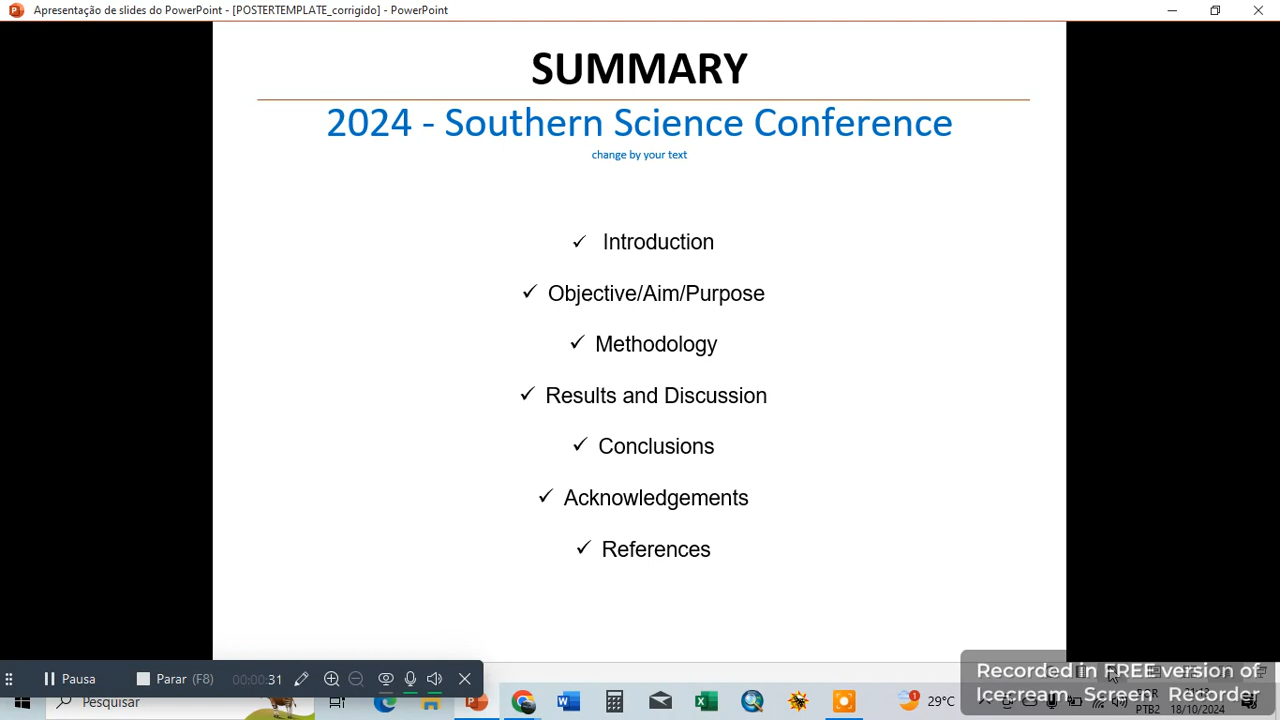 Apresentação de slides do PowerPoint - [POSTERTEMPLATE_corrigido] - PowerPoint
SUMMARY
2024 - Southern Science Conference
change by your text
✓ Introduction
✓ Objective/Aim/Purpose
✓ Methodology
✓ Results and Discussion
✓ Conclusions
✓ Acknowledgements
✓ References
Pausa Parar (F8) 00:00:31
Recorded in FREE version of
Icecream Screen Recorder
Pesquisar
1 29°C
PTB2 18/10/2024